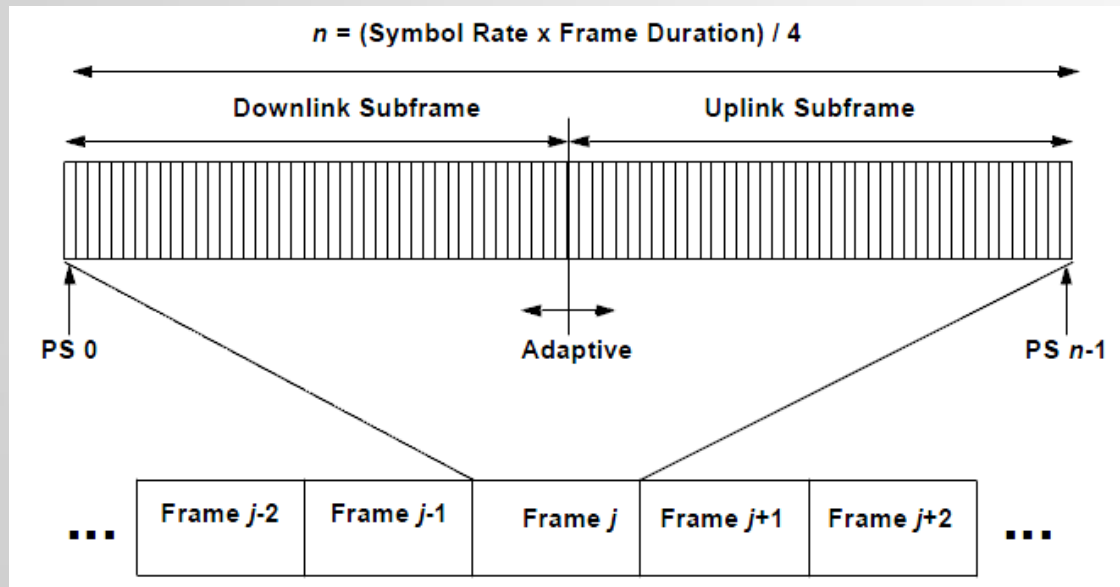 n = (Symbol Rate x Frame Duration) / 4
Downlink Subframe Uplink Subframe
PS 0 Adaptive PS n-1
... Frame j-2 Frame j-1 Frame j Frame j+1 Frame j+2 ...